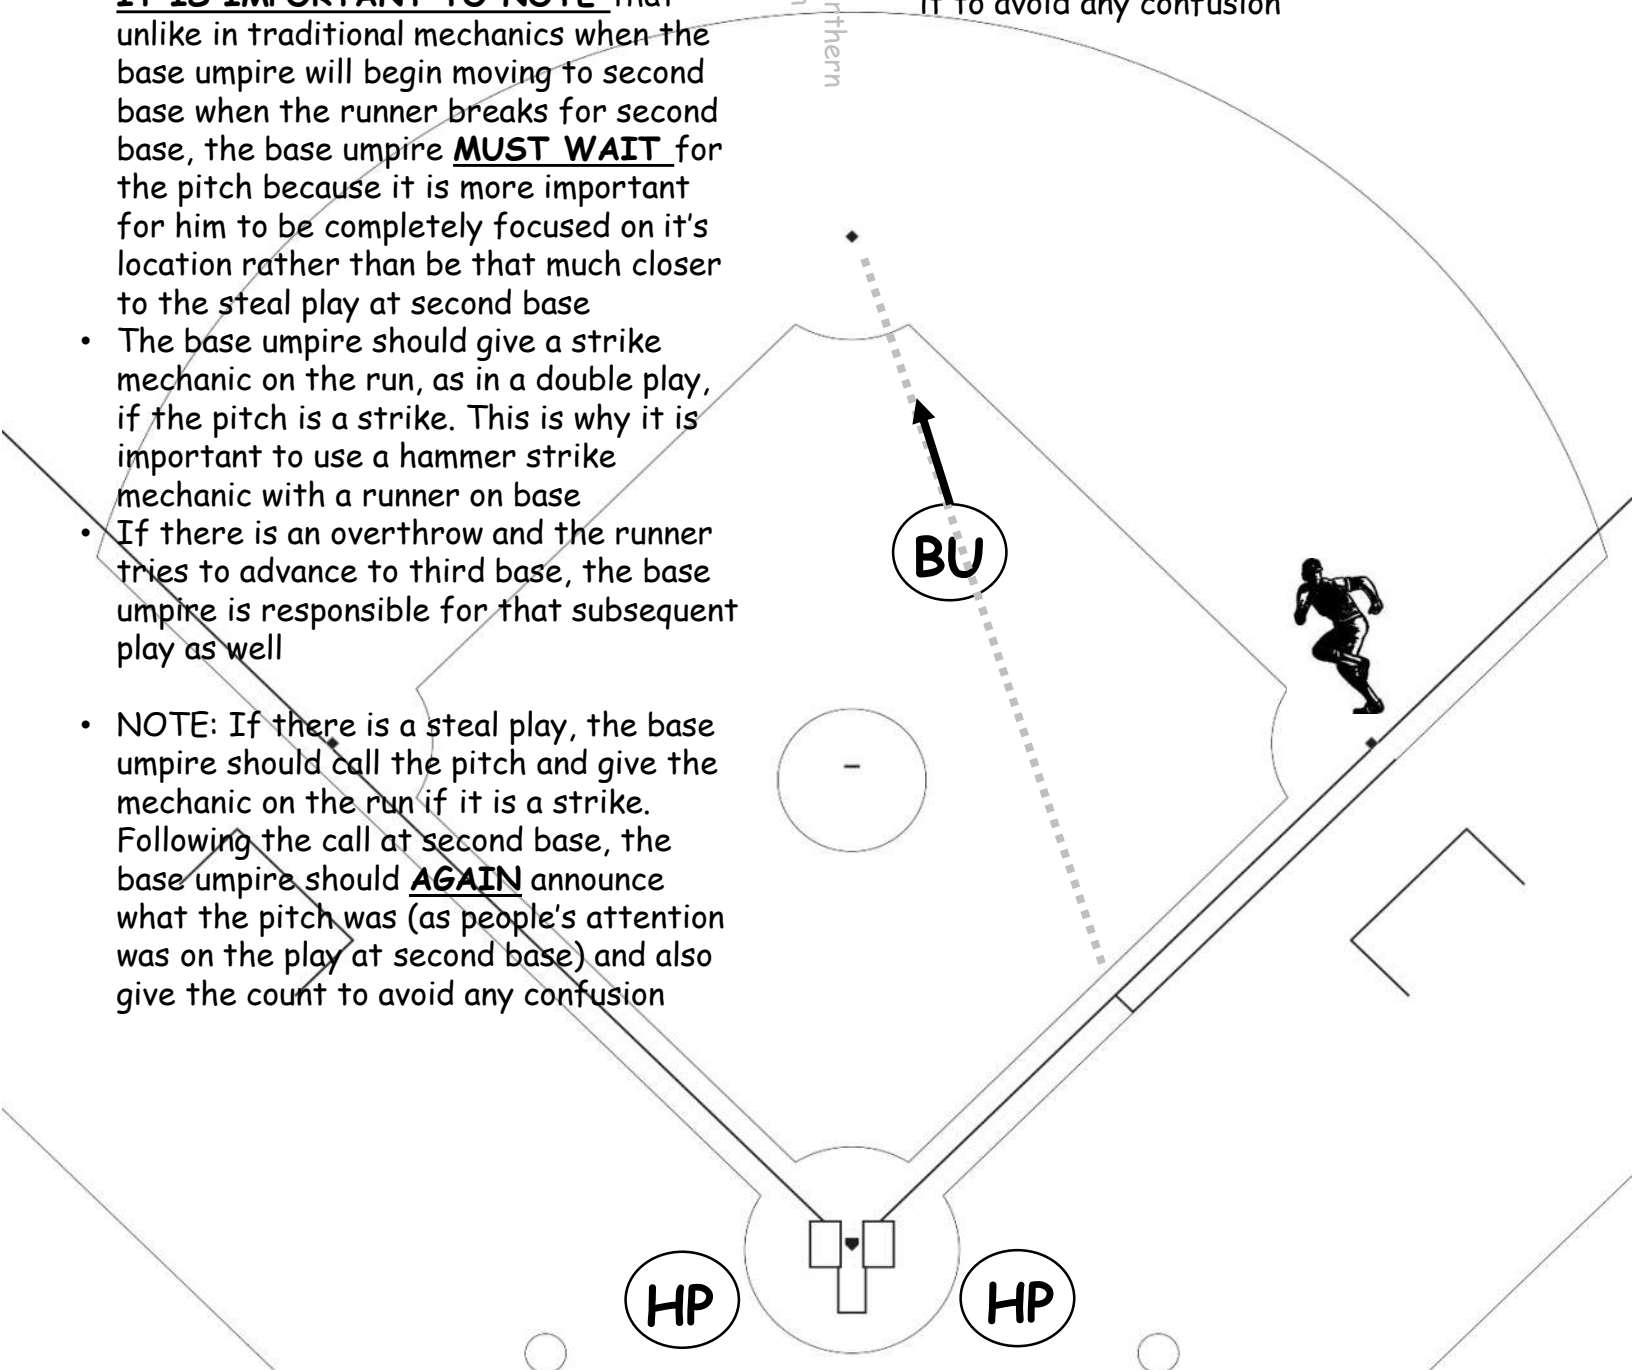 IT IS IMPORTANT TO NOTE that
unlike in traditional mechanics when the
base umpire will begin moving to second
base when the runner breaks for second
base, the base umpire MUST WAIT for
the pitch because it is more important
for him to be completely focused on it's
location rather than be that much closer
to the steal play at second base
• The base umpire should give a strike
mechanic on the run, as in a double play,
if the pitch is a strike. This is why it is
important to use a hammer strike
mechanic with a runner on base
• If there is an overthrow and the runner
tries to advance to third base, the base
umpire is responsible for that subsequent
play as well
• NOTE: If there is a steal play, the base
umpire should call the pitch and give the
mechanic on the run if it is a strike.
Following the call at second base, the
base umpire should AGAIN announce
what the pitch was (as people's attention
was on the play at second base) and also
give the count to avoid any confusion
it to avoid any confusion
rthern
BU
HP
HP